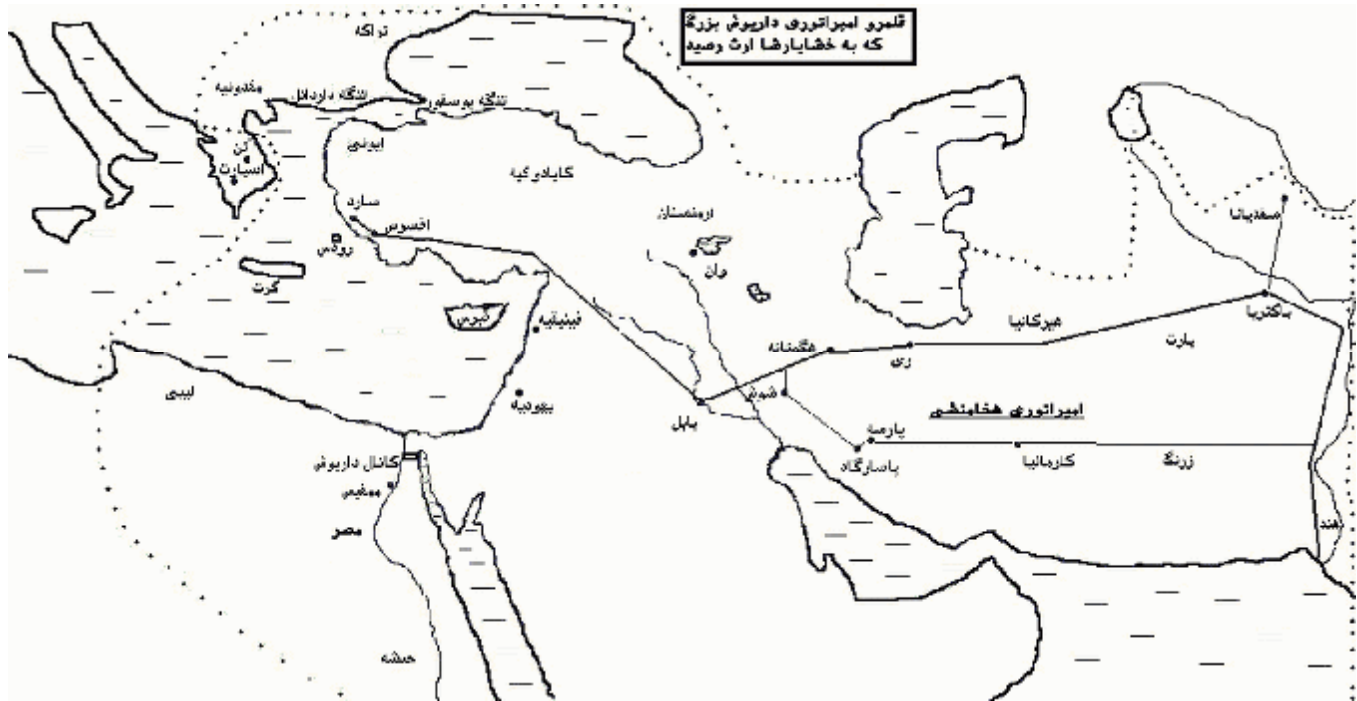 قلمرو امپراتوری داریوش بزرگ
که به خشایارشا ارث رسید
تراکه
مقدونیه
تنگه داردانل
تنگه بوسفور
ایونی
کاپادوکیه
آتن
اسپارت
سارد
افسوس
رودس
کرت
قبرس
فینیقیه
یهودیه
لیبی
ارمنستان
وان
سغدیانا
باکتریا
هیرکانیا
پارت
هگمتانه
ری
شوش
بابل
امپراتوری هخامنشی
پارسه
پاسارگاد
کارمانیا
زرنگ
هند
کانال داریوش
ممفیس
مصر
حبشه